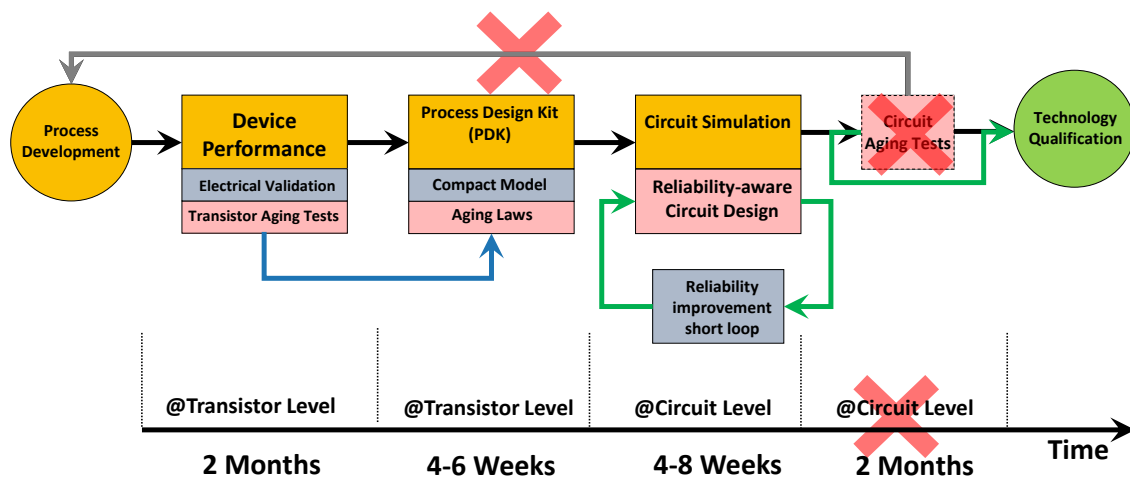 Process
Development
Device
Performance
Electrical Validation
Transistor Aging Tests
Process Design Kit
(PDK)
Compact Model
Aging Laws
Circuit Simulation
Reliability-aware
Circuit Design
Reliability
improvement
short loop
Circuit
Aging Tests
Technology
Qualification
@Transistor Level
@Transistor Level
@Circuit Level
@Circuit Level
Time
2 Months
4-6 Weeks
4-8 Weeks
2 Months